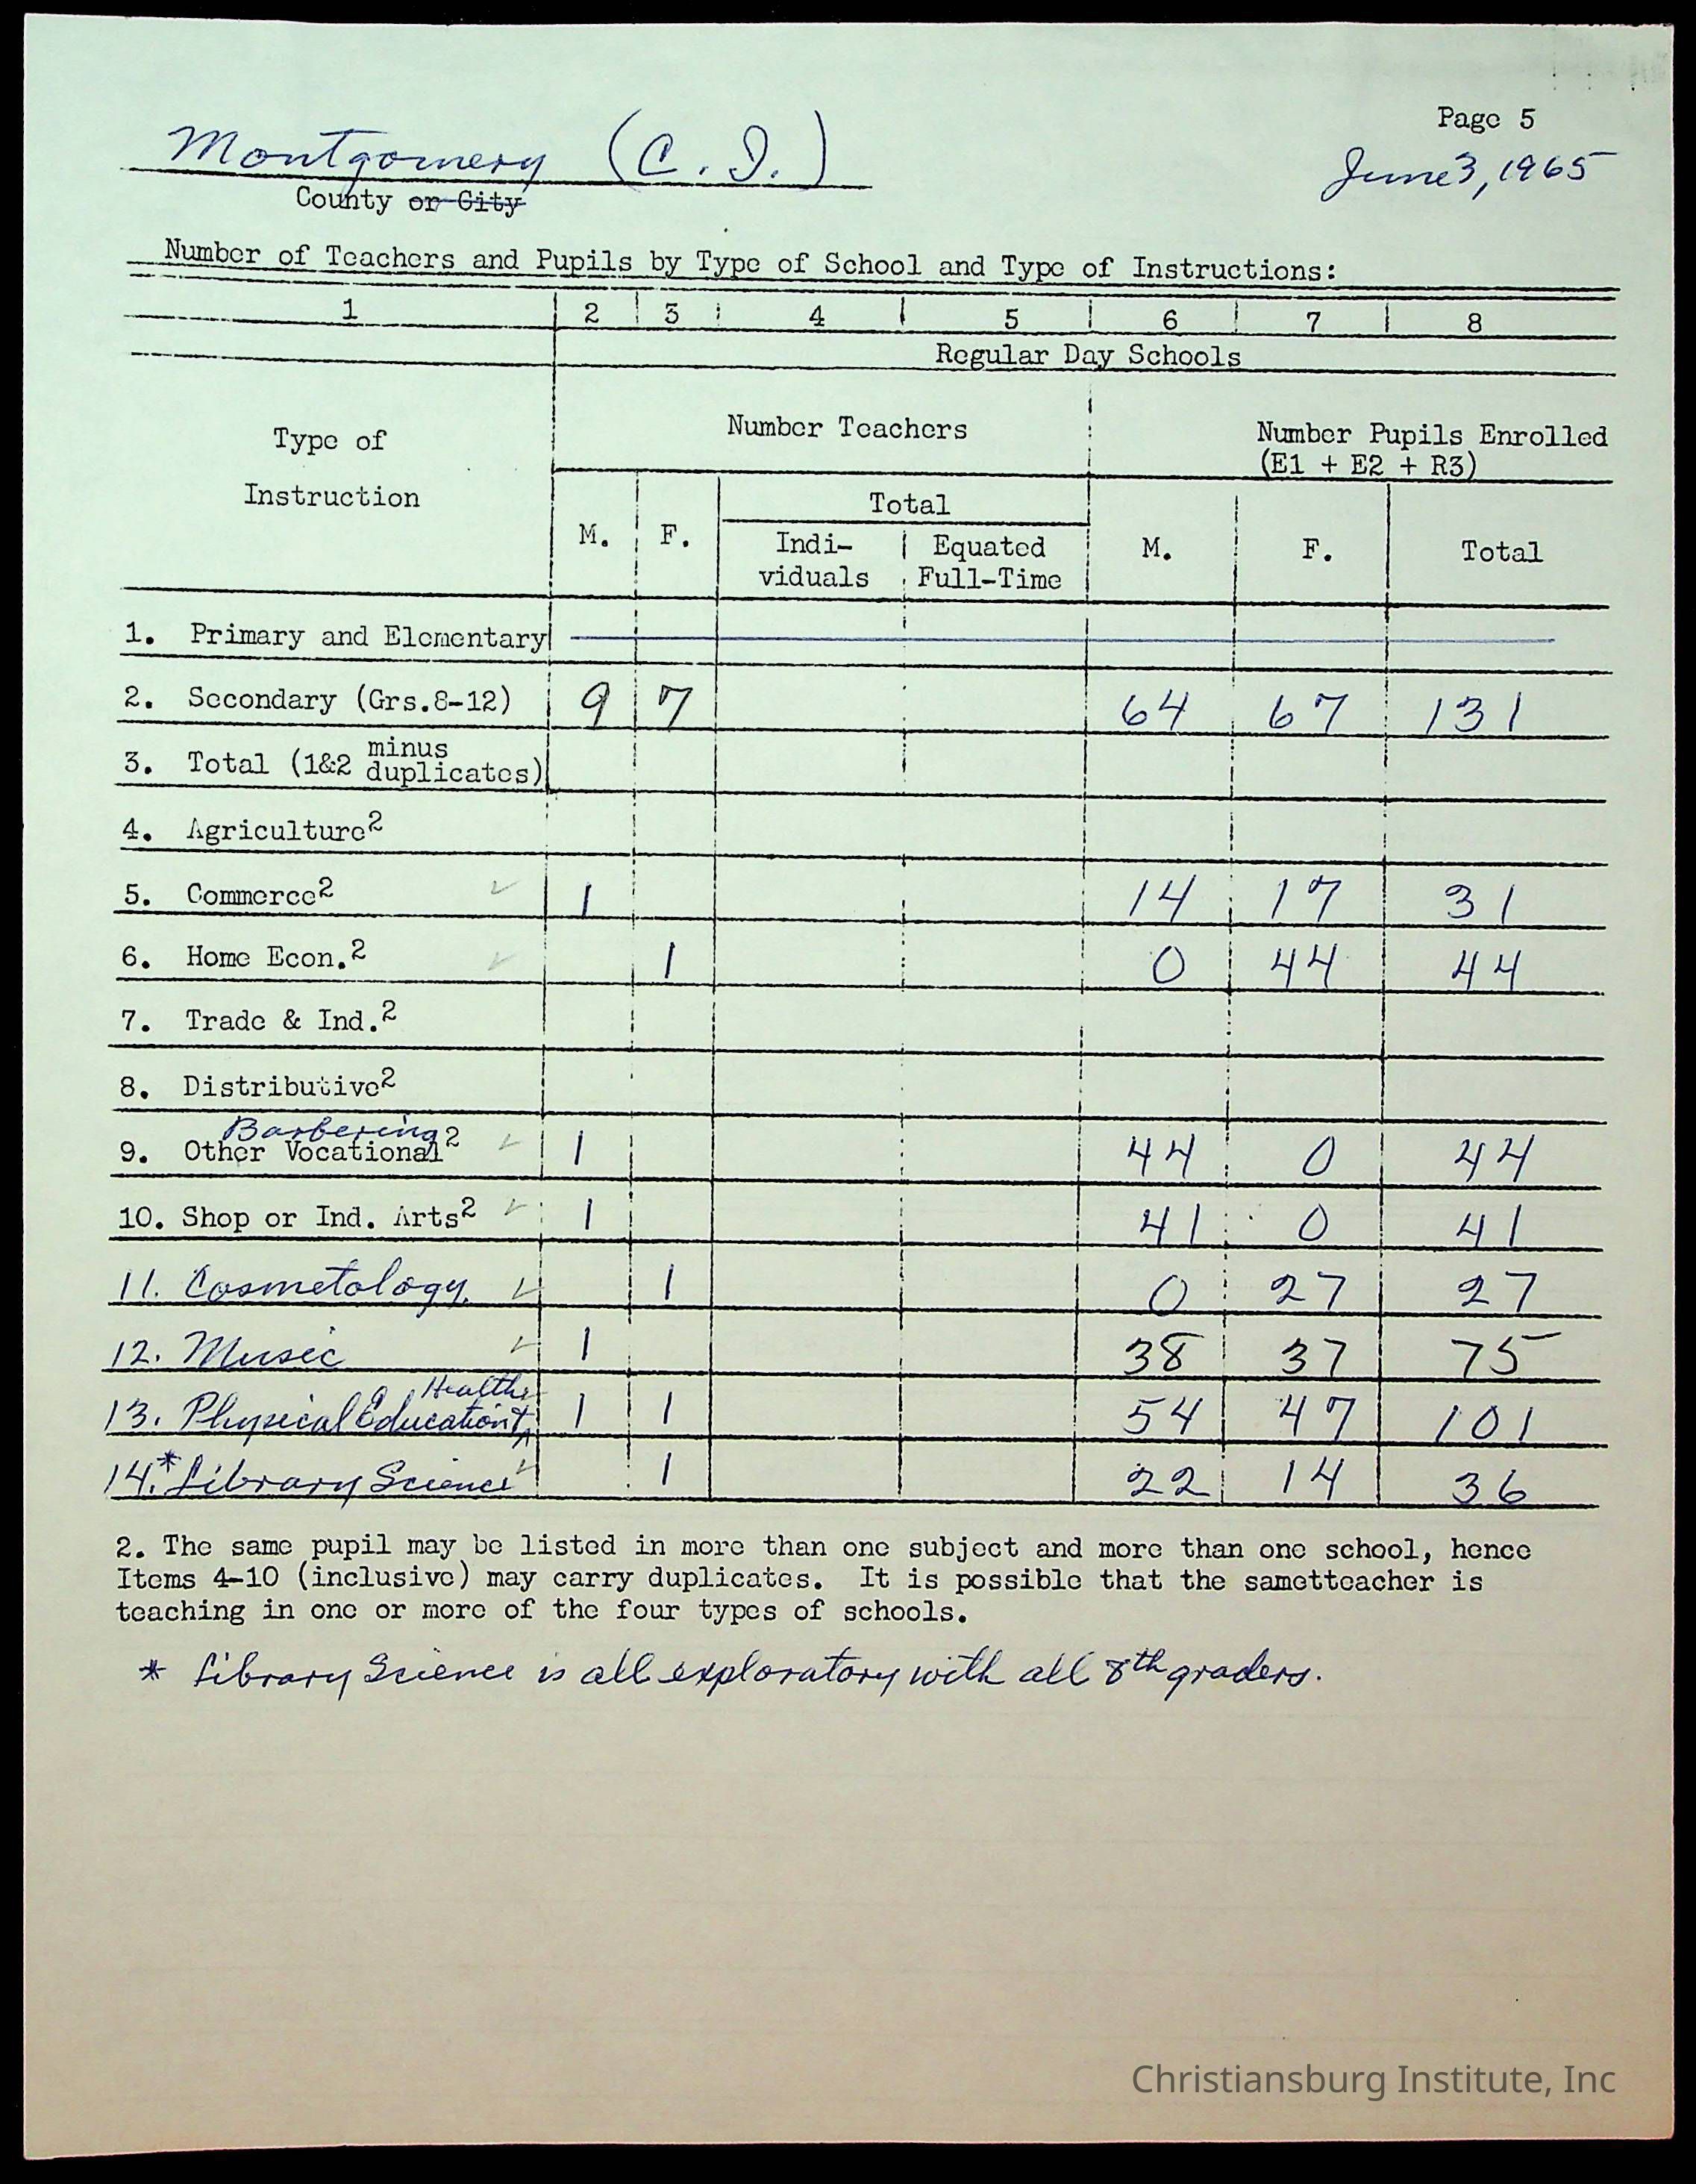 Page 5
Montgomery (C. I.)
June 3, 1965
County or City
Number of Teachers and Pupils by Type of School and Type of Instructions:
1 2 3 4 5 6 7 8
Regular Day Schools
Number Teachers
Number Pupils Enrolled
(E1 + E2 + R3)
Type of
Instruction
Total
M. F. Indi- Equated M. F. Total
viduals Full-Time
1. Primary and Elementary
2. Secondary (Grs.8-12) 9 7 64 67 131
minus
3. Total (1&2 duplicates)
4. Agriculture2
5. Commerce2 ✓ 1 14 17 31
6. Home Econ.2 ✓ 1 0 44 44
7. Trade & Ind.2
8. Distributive2
Barbering
9. Other Vocational2 ✓ 1 44 0 44
10. Shop or Ind. Arts2 ✓ 1 41 0 41
11. Cosmetology ✓ 1 0 27 27
12. Music ✓ 1 38 37 75
Health
13. Physical Education + 1 1 54 47 101
14.* Library Science ✓ 1 22 14 36
2. The same pupil may be listed in more than one subject and more than one school, hence
Items 4-10 (inclusive) may carry duplicates. It is possible that the sametteacher is
teaching in one or more of the four types of schools.
* Library Science is all exploratory with all 8th graders.
Christiansburg Institute, Inc